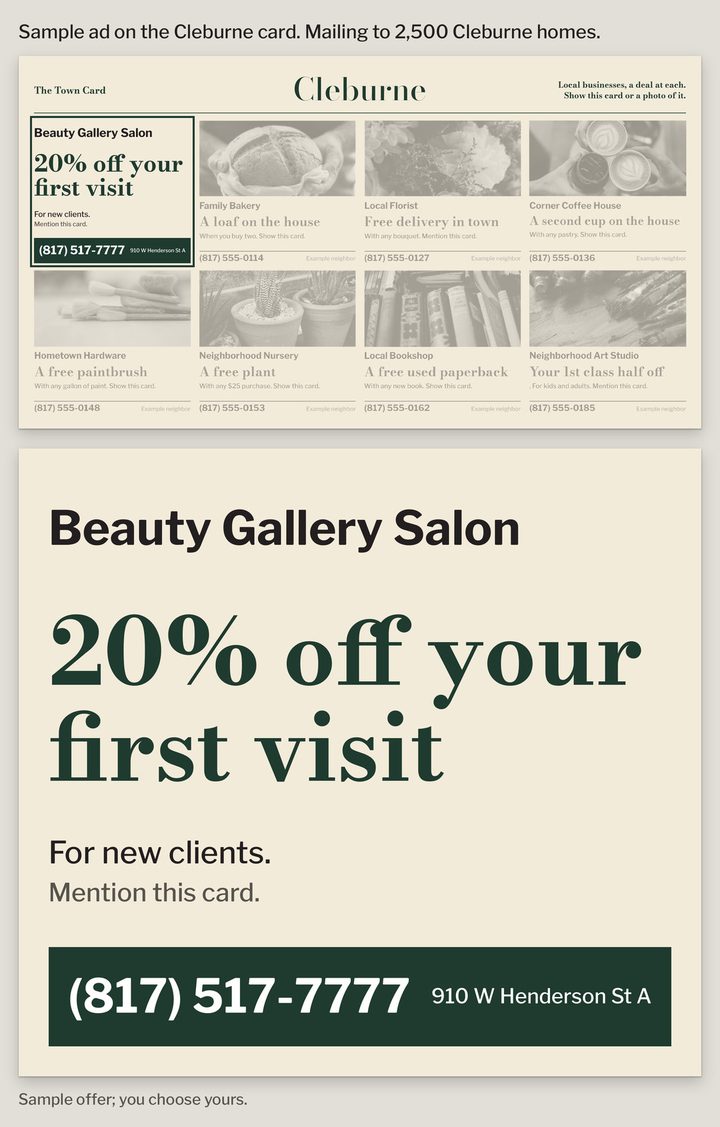 Sample ad on the Cleburne card. Mailing to 2,500 Cleburne homes.
The Town Card
Cleburne
Local businesses, a deal at each.
Show this card or a photo of it.
Beauty Gallery Salon
20% off your
first visit
For new clients.
Mention this card.
(817) 517-7777 910 W Henderson St A
Family Bakery
A loaf on the house
When you buy two. Show this card.
(817) 555-0114 Example neighbor
Local Florist
Free delivery in town
With any bouquet. Mention this card.
(817) 555-0127 Example neighbor
Corner Coffee House
A second cup on the house
With any pastry. Show this card.
(817) 555-0136 Example neighbor
Hometown Hardware
A free paintbrush
With any gallon of paint. Show this card.
(817) 555-0148 Example neighbor
Neighborhood Nursery
A free plant
With any $25 purchase. Show this card.
(817) 555-0153 Example neighbor
Local Bookshop
A free used paperback
With any new book. Show this card.
(817) 555-0162 Example neighbor
Neighborhood Art Studio
Your 1st class half off
For kids and adults. Mention this card.
(817) 555-0185 Example neighbor
Beauty Gallery Salon
20% off your
first visit
For new clients.
Mention this card.
(817) 517-7777 910 W Henderson St A
Sample offer; you choose yours.